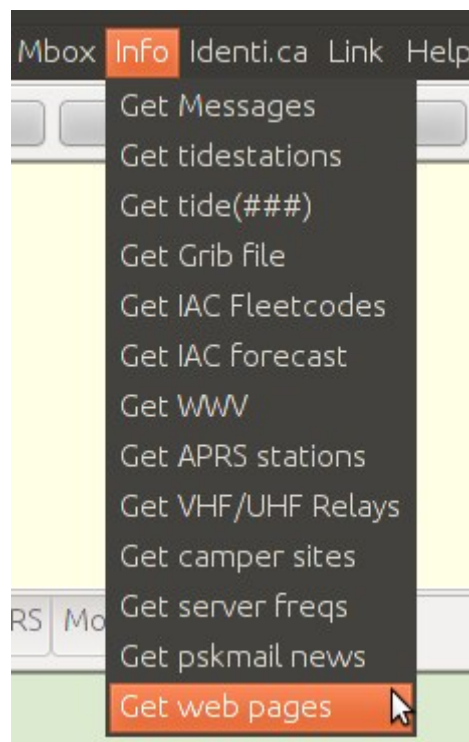 Mbox Info Identi.ca Link Help
Get Messages
Get tidestations
Get tide(###)
Get Grib file
Get IAC Fleetcodes
Get IAC forecast
Get WWV
Get APRS stations
Get VHF/UHF Relays
Get camper sites
Get server freqs
RS Mo
Get pskmail news
Get web pages